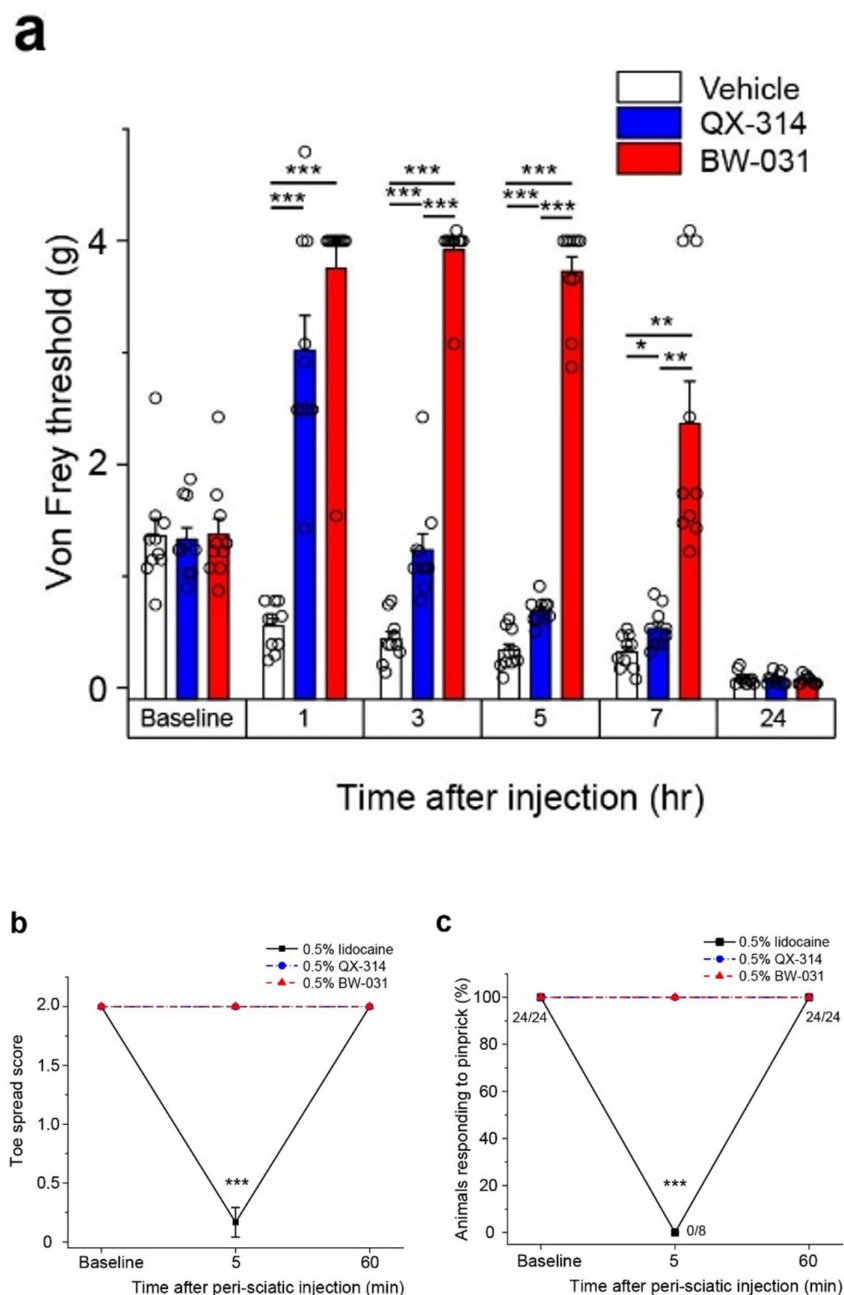 a
Vehicle
QX-314
BW-031
Von Frey threshold (g)
4
2
0
*** *** *** *** *** *** *** *** ** * **
Baseline 1 3 5 7 24
Time after injection (hr)
b
0.5% lidocaine
0.5% QX-314
0.5% BW-031
Toe spread score
2.0
1.5
1.0
0.5
0
***
Baseline 5 60
Time after peri-sciatic injection (min)
c
0.5% lidocaine
0.5% QX-314
0.5% BW-031
Animals responding to pinprick (%)
100
80
60
40
20
0
24/24 24/24
***
0/8
Baseline 5 60
Time after peri-sciatic injection (min)